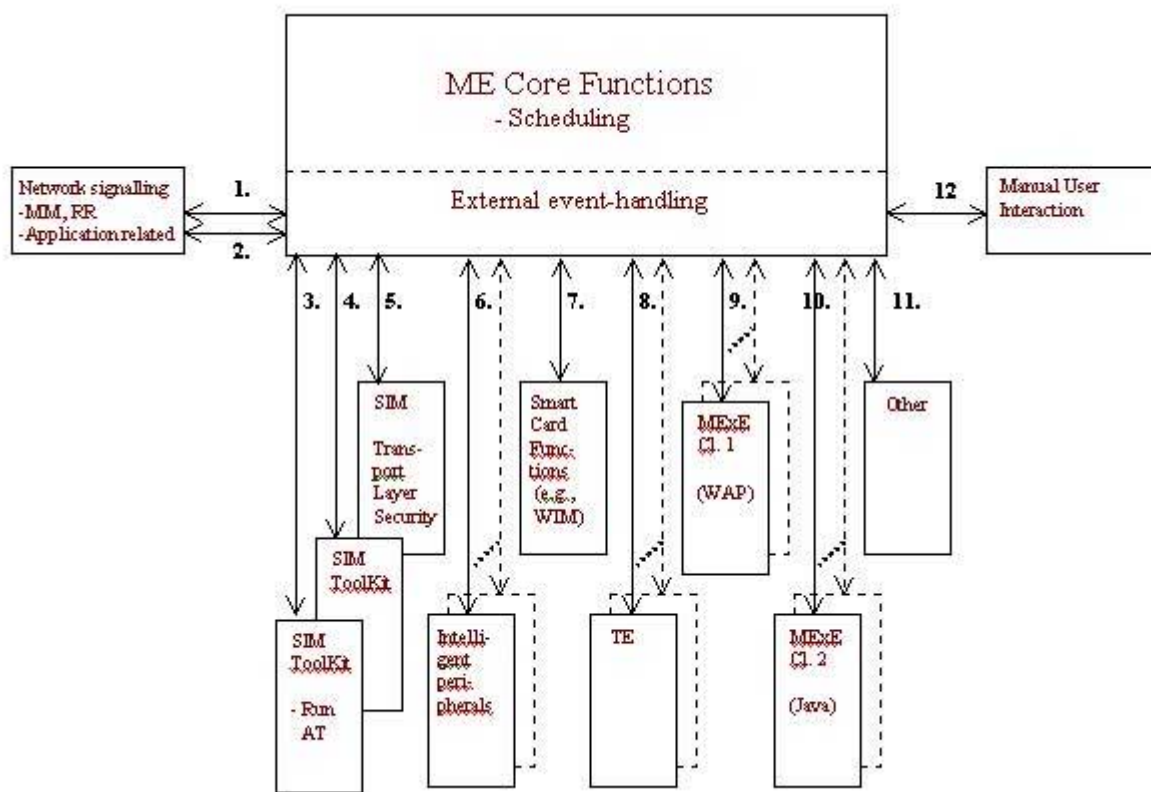 ME Core Functions
- Scheduling
External event-handling
Network signalling
-MM, RR
-Application related
1.
2.
12
Manual User
Interaction
3.
4.
5.
6.
7.
8.
9.
10.
11.
SIM
Trans-
port
Layer
Security
Smart
Card
Func-
tions
(e.g.,
WIM)
MExE
Cl. 1
(WAP)
Other
SIM
ToolKit
SIM
ToolKit
- Run
AT
Intelli-
gent
peri-
pherals
TE
MExE
Cl. 2
(Java)